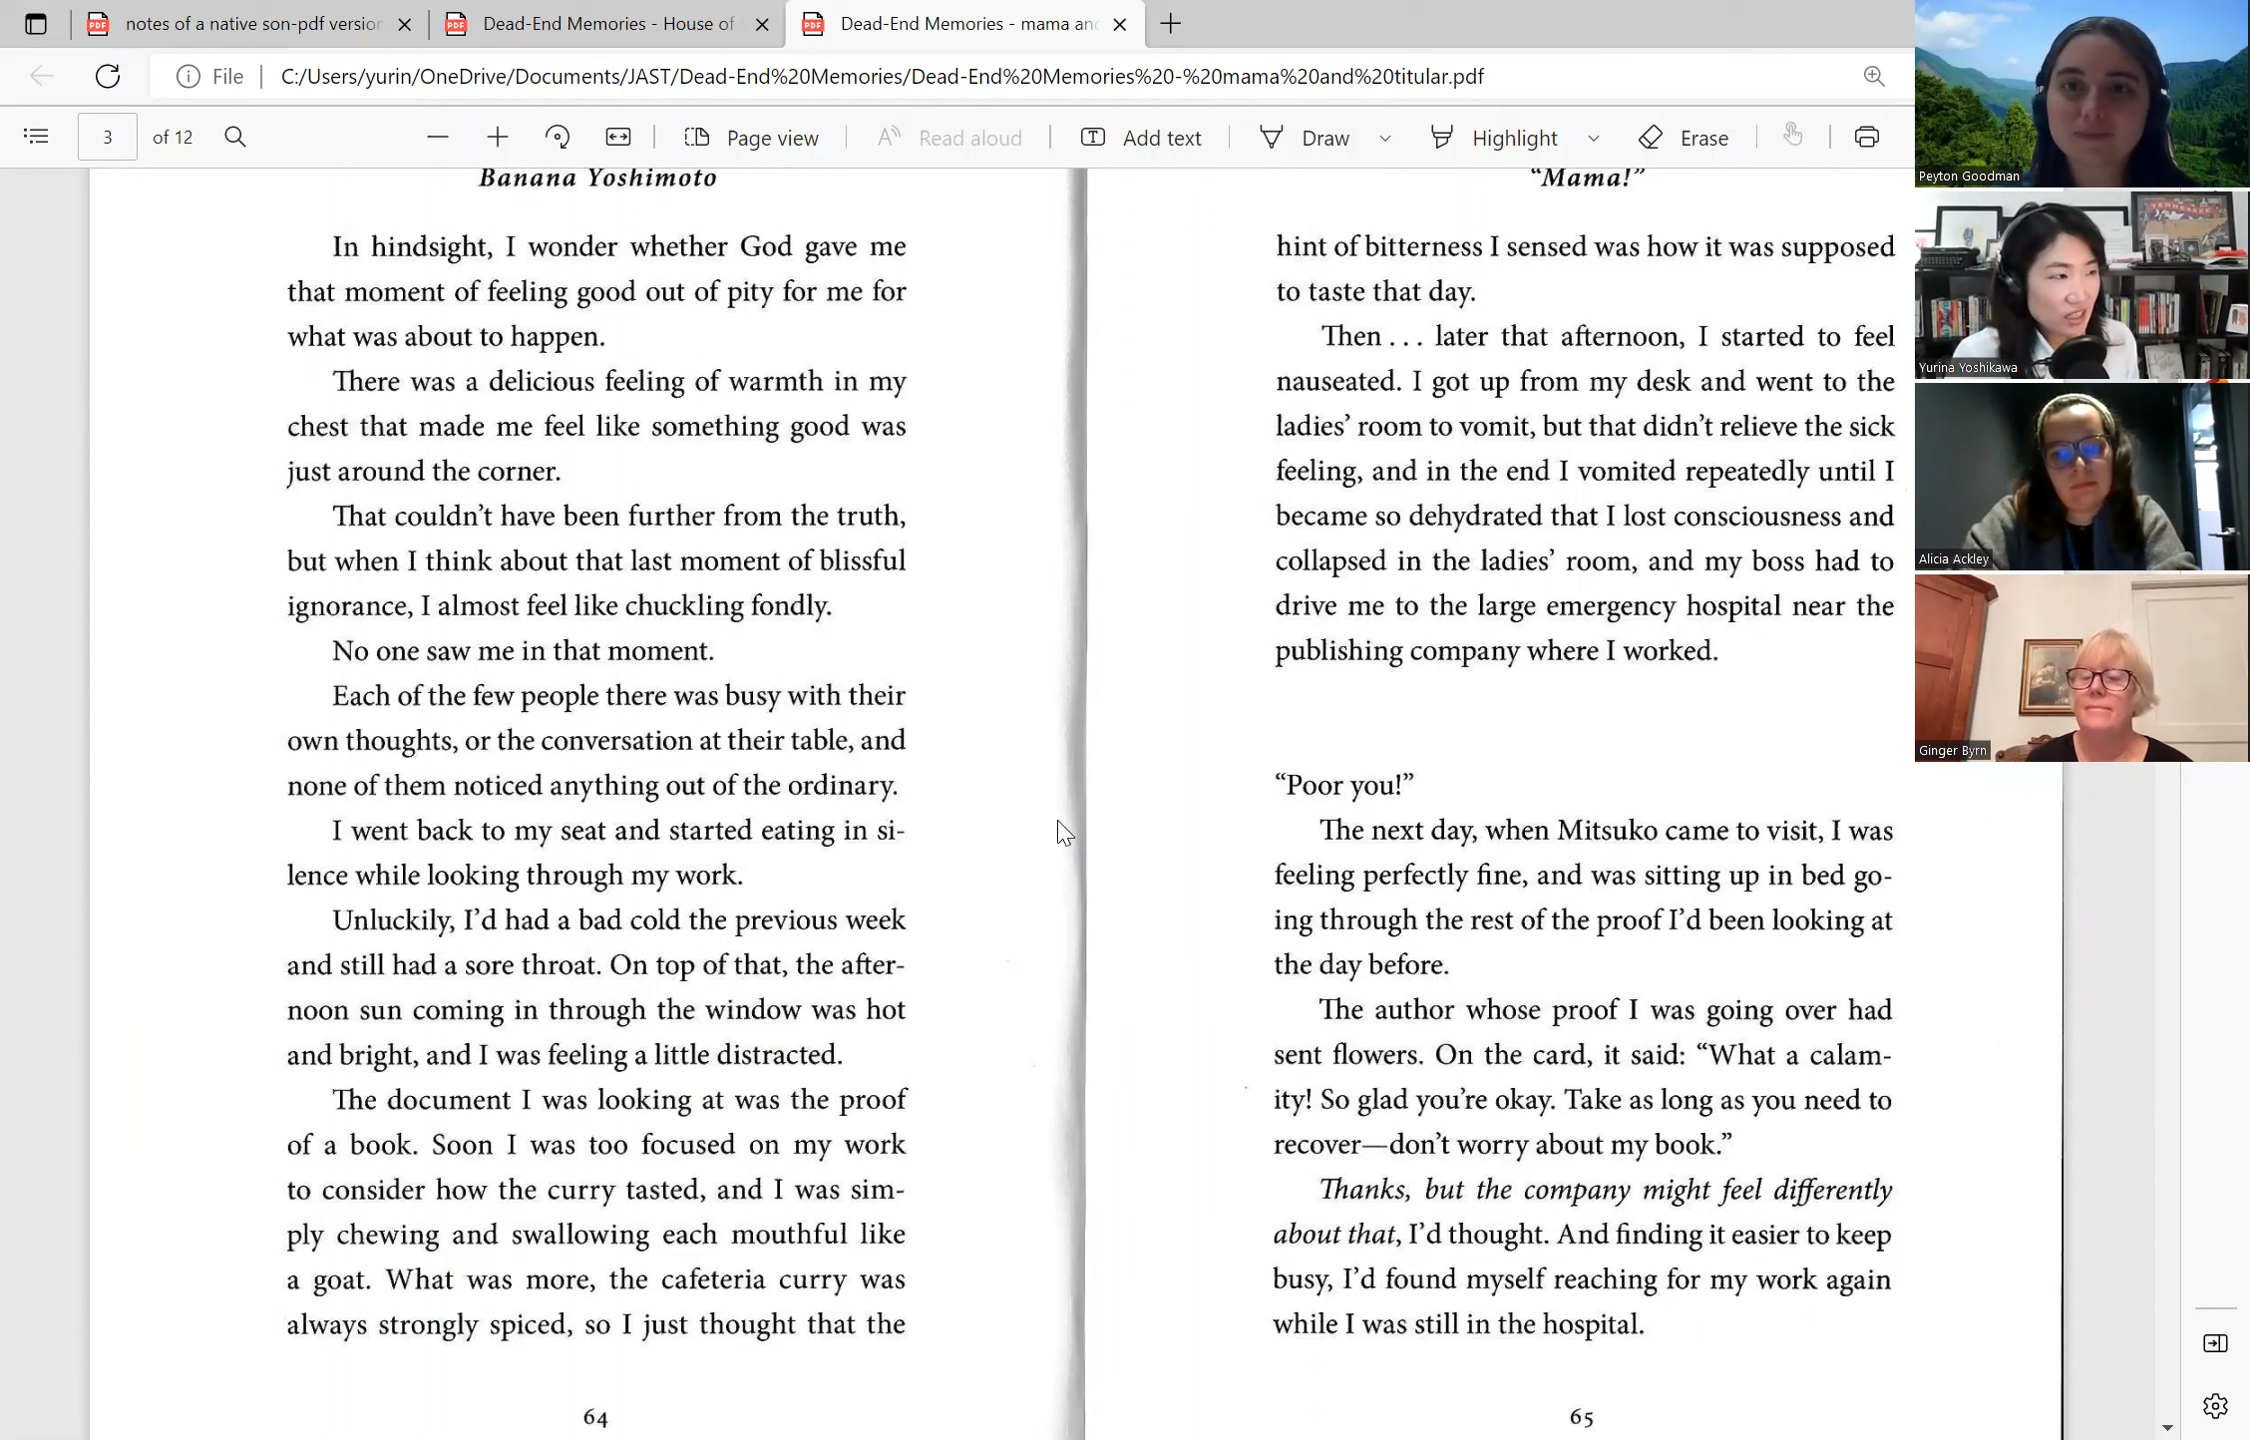 notes of a native son-pdf versio
Dead-End Memories - House of
Dead-End Memories - mama an
File
C:/Users/yurin/OneDrive/Documents/JAST/Dead-End%20Memories/Dead-End%20Memories%20-%20mama%20and%20titular.pdf
3 of 12
Page view
Read aloud
Add text
Draw
Highlight
Erase
Banana Yoshimoto
In hindsight, I wonder whether God gave me
that moment of feeling good out of pity for me for
what was about to happen.
There was a delicious feeling of warmth in my
chest that made me feel like something good was
just around the corner.
That couldn’t have been further from the truth,
but when I think about that last moment of blissful
ignorance, I almost feel like chuckling fondly.
No one saw me in that moment.
Each of the few people there was busy with their
own thoughts, or the conversation at their table, and
none of them noticed anything out of the ordinary.
I went back to my seat and started eating in si-
lence while looking through my work.
Unluckily, I’d had a bad cold the previous week
and still had a sore throat. On top of that, the after-
noon sun coming in through the window was hot
and bright, and I was feeling a little distracted.
The document I was looking at was the proof
of a book. Soon I was too focused on my work
to consider how the curry tasted, and I was sim-
ply chewing and swallowing each mouthful like
a goat. What was more, the cafeteria curry was
always strongly spiced, so I just thought that the
64
“Mama!”
hint of bitterness I sensed was how it was supposed
to taste that day.
Then . . . later that afternoon, I started to feel
nauseated. I got up from my desk and went to the
ladies’ room to vomit, but that didn’t relieve the sick
feeling, and in the end I vomited repeatedly until I
became so dehydrated that I lost consciousness and
collapsed in the ladies’ room, and my boss had to
drive me to the large emergency hospital near the
publishing company where I worked.
“Poor you!”
The next day, when Mitsuko came to visit, I was
feeling perfectly fine, and was sitting up in bed go-
ing through the rest of the proof I’d been looking at
the day before.
The author whose proof I was going over had
sent flowers. On the card, it said: “What a calam-
ity! So glad you’re okay. Take as long as you need to
recover—don’t worry about my book.”
Thanks, but the company might feel differently
about that, I’d thought. And finding it easier to keep
busy, I’d found myself reaching for my work again
while I was still in the hospital.
65
Peyton Goodman
TENNESSEE
Yurina Yoshikawa
Alicia Ackley
Ginger Byrn